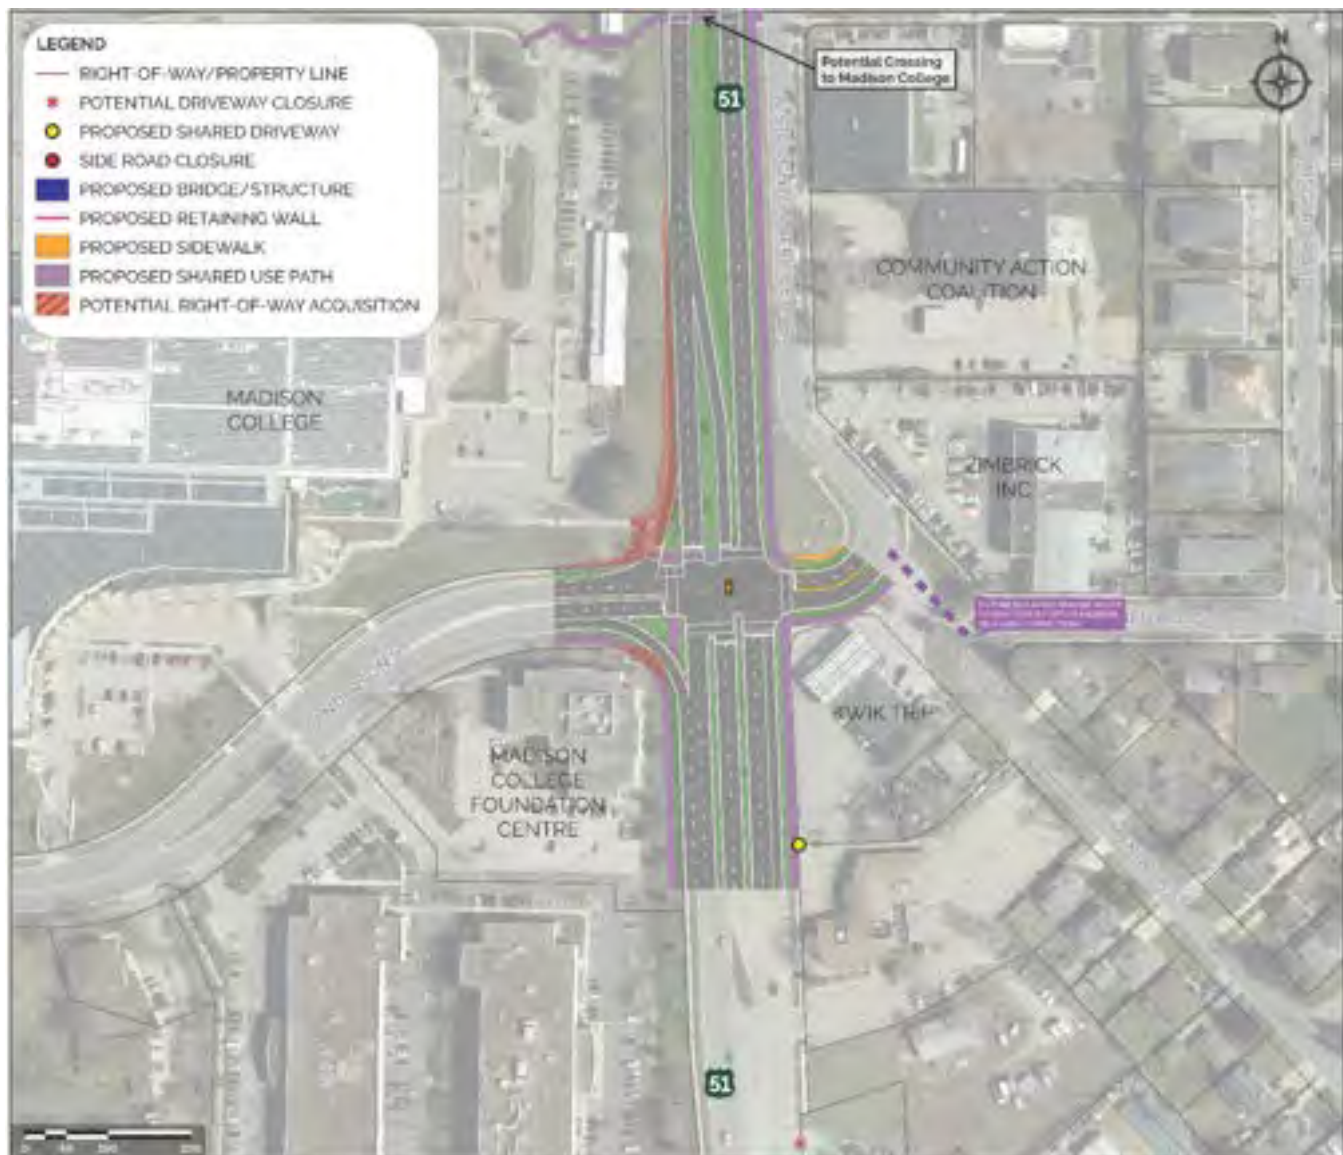 LEGEND
RIGHT-OF-WAY/PROPERTY LINE
POTENTIAL DRIVEWAY CLOSURE
PROPOSED SHARED DRIVEWAY
SIDE ROAD CLOSURE
PROPOSED BRIDGE/STRUCTURE
PROPOSED RETAINING WALL
PROPOSED SIDEWALK
PROPOSED SHARED USE PATH
POTENTIAL RIGHT-OF-WAY ACQUISITION
Potential Crossing
to Madison College
N
51
COMMUNITY ACTION
COALITION
MADISON
COLLEGE
ZIMBRICK
INC
KWIK TRIP
MADISON
COLLEGE
FOUNDATION
CENTRE
51
0